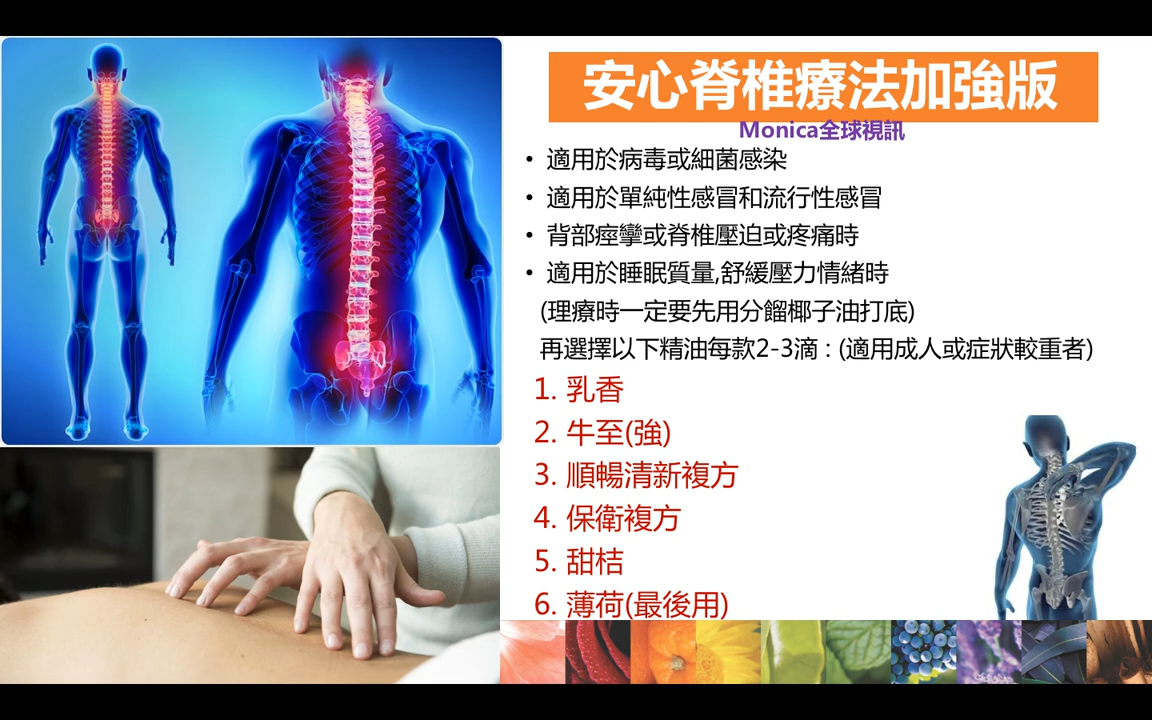 安心脊椎療法加強版
Monica全球視訊
• 適用於病毒或細菌感染
• 適用於單純性感冒和流行性感冒
• 背部痙攣或脊椎壓迫或疼痛時
• 適用於睡眠質量,舒緩壓力情緒時
(理療時一定要先用分餾椰子油打底)
再選擇以下精油每款2-3滴 : (適用成人或症狀較重者)
1. 乳香
2. 牛至(強)
3. 順暢清新複方
4. 保衛複方
5. 甜桔
6. 薄荷(最後用)